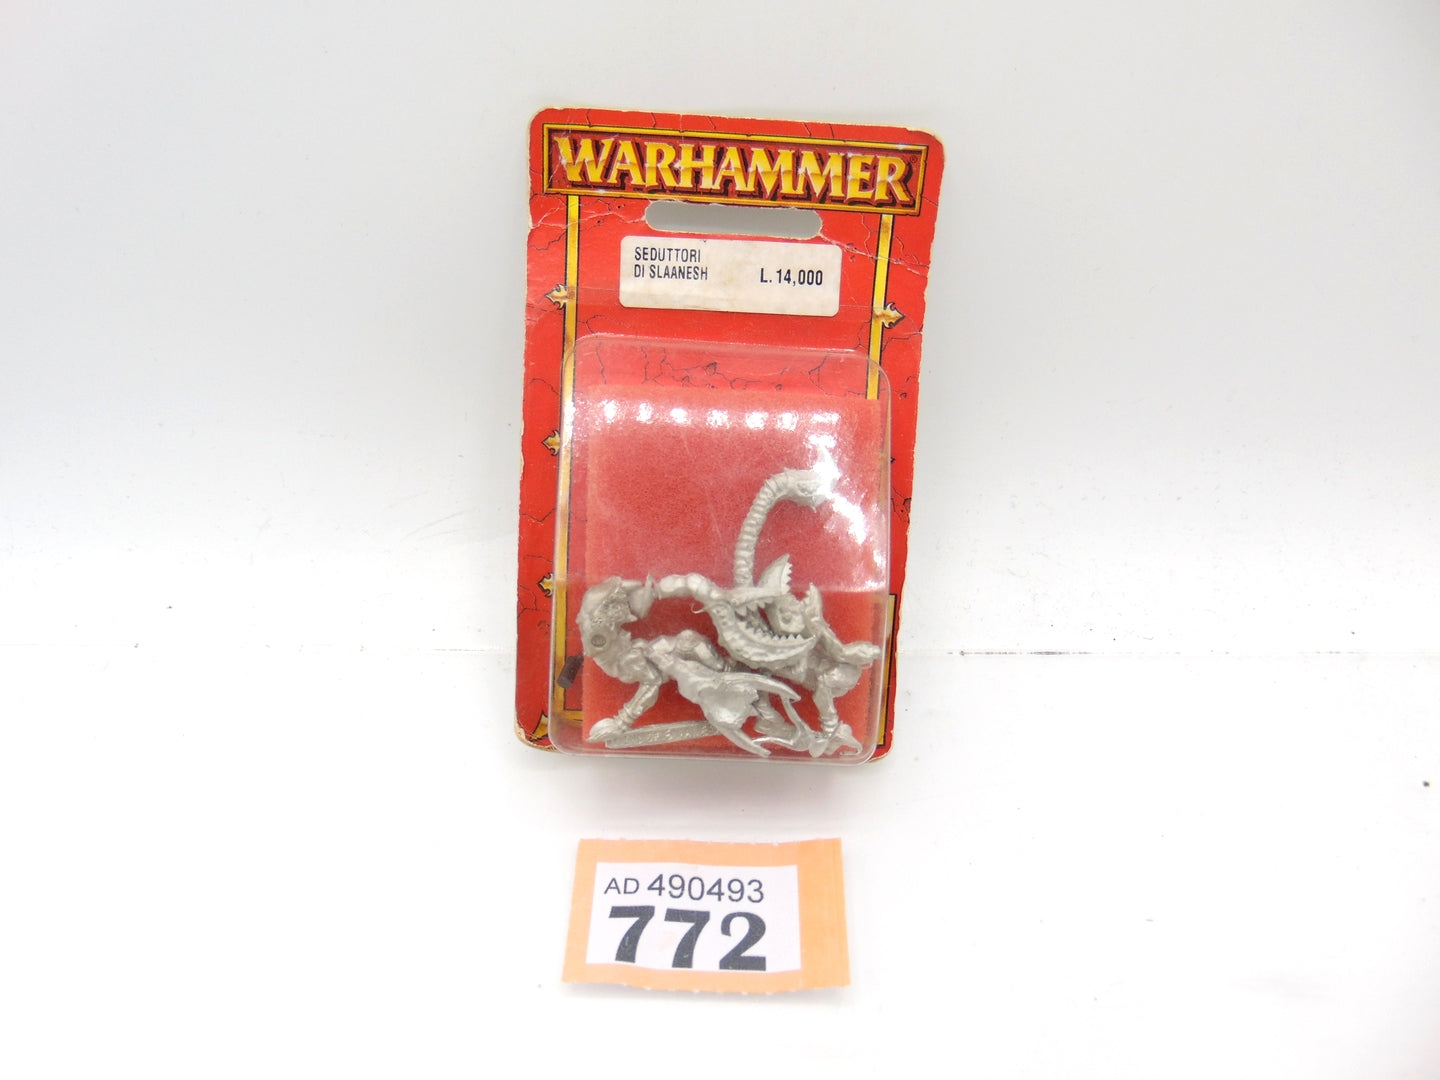 WARHAMMER
SEDUTTORI
DI SLAANESH
L. 14,000
AD 490493
772